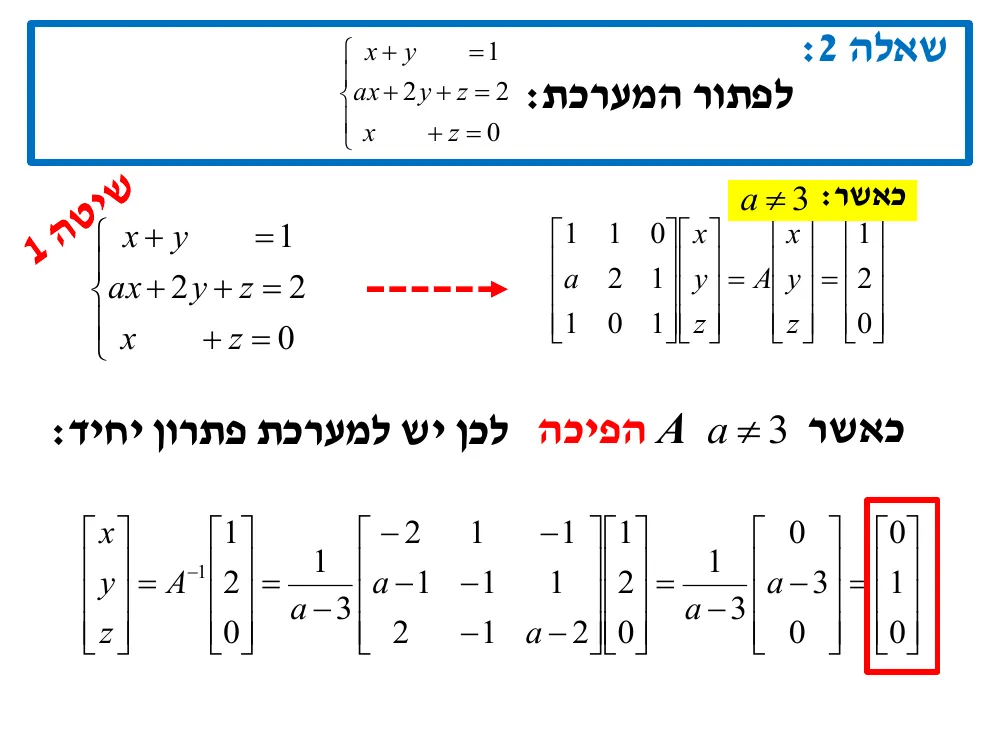 שאלה 2:
לפתור המערכת:
x + y = 1
ax + 2y + z = 2
x + z = 0
שיטה 1
כאשר: a ≠ 3
x + y = 1
ax + 2y + z = 2
x + z = 0
[1 1 0; a 2 1; 1 0 1][x; y; z] = A[x; y; z] = [1; 2; 0]
כאשר a ≠ 3 A הפיכה לכן יש למערכת פתרון יחיד:
[x; y; z] = A⁻¹[1; 2; 0] = 1/(a − 3) [−2 1 −1; a − 1 −1 1; 2 −1 a − 2][1; 2; 0] = 1/(a − 3) [0; a − 3; 0] = [0; 1; 0]